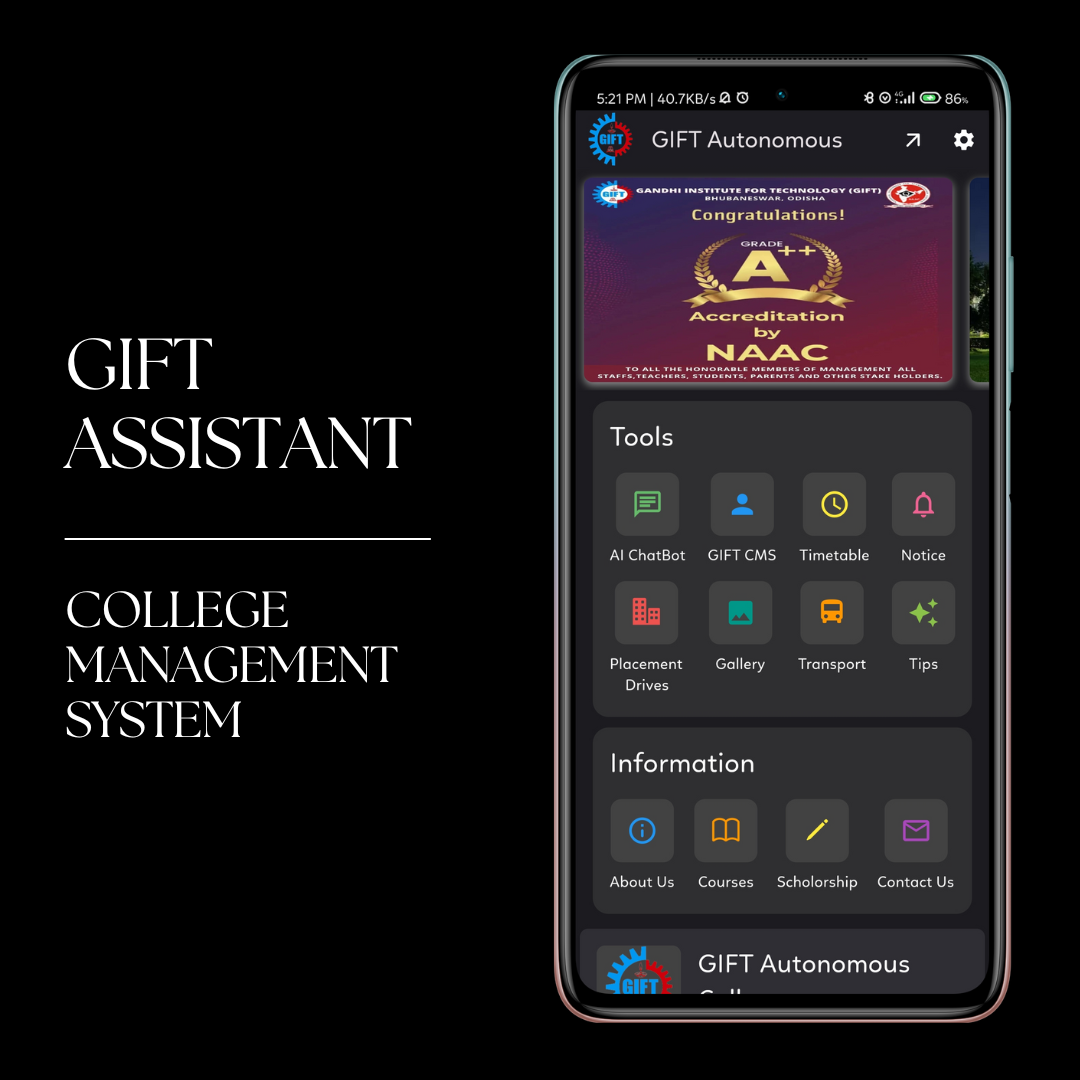 GIFT
ASSISTANT
COLLEGE
MANAGEMENT
SYSTEM
5:21 PM | 40.7KB/s 4G 86%
GIFT GIFT Autonomous
GIFT GANDHI INSTITUTE FOR TECHNOLOGY (GIFT)
BHUBANESWAR, ODISHA
Congratulations!
GRADE
A++
Accreditation
by
NAAC
TO ALL THE HONORABLE MEMBERS OF MANAGEMENT ALL
STAFFS,TEACHERS, STUDENTS, PARENTS AND OTHER STAKE HOLDERS.
Tools
AI ChatBot GIFT CMS Timetable Notice
Placement Gallery Transport Tips
Drives
Information
About Us Courses Scholorship Contact Us
GIFT GIFT Autonomous